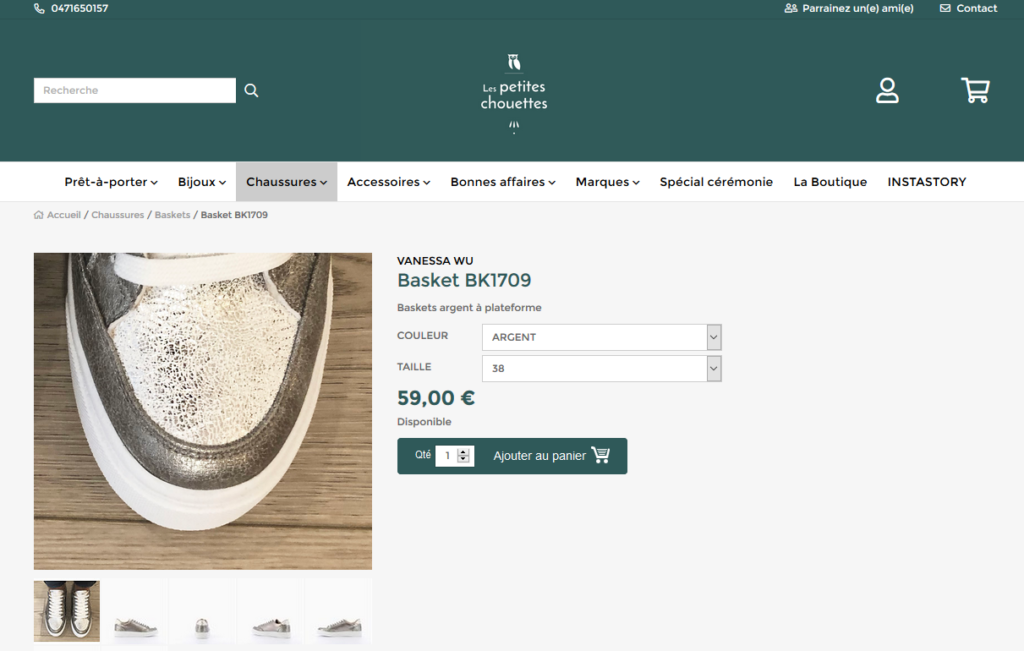 0471650157
Parrainez un(e) ami(e)
Contact
Recherche
Les petites
chouettes
Prêt-à-porter
Bijoux
Chaussures
Accessoires
Bonnes affaires
Marques
Spécial cérémonie
La Boutique
INSTASTORY
Accueil / Chaussures / Baskets / Basket BK1709
VANESSA WU
Basket BK1709
Baskets argent à plateforme
COULEUR
ARGENT
TAILLE
38
59,00 €
Disponible
Qté 1 Ajouter au panier